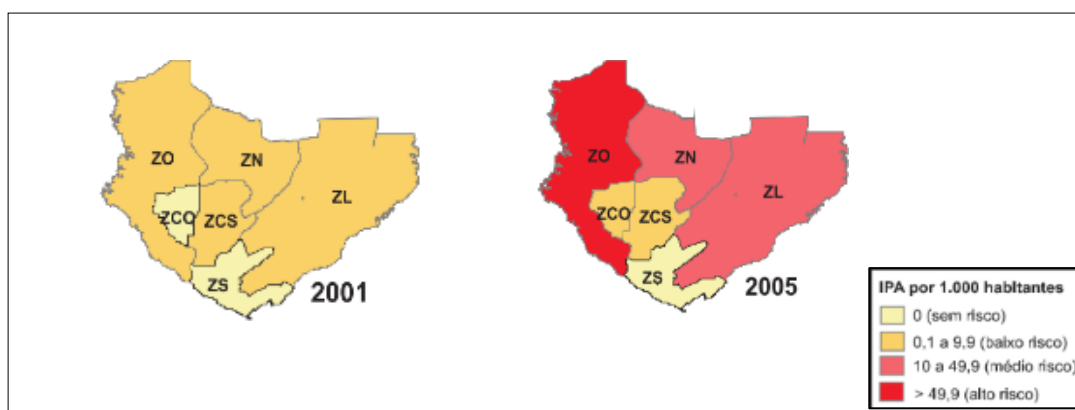 ZO
ZN
ZL
ZCO
ZCS
ZS
2001
ZO
ZN
ZL
ZCO
ZCS
ZS
2005
IPA por 1.000 habitantes
0 (sem risco)
0,1 a 9,9 (baixo risco)
10 a 49,9 (médio risco)
> 49,9 (alto risco)